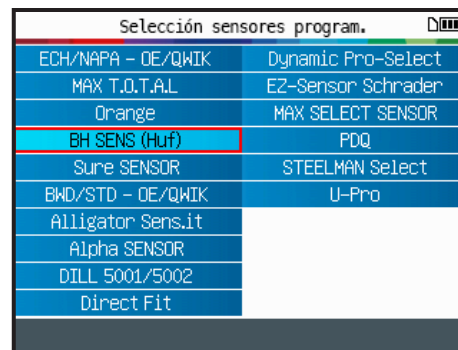 Selección sensores program.
ECH/NAPA - OE/QWIK
Dynamic Pro-Select
MAX T.O.T.A.L
EZ-Sensor Schrader
Orange
MAX SELECT SENSOR
BH SENS (Huf)
PDQ
Sure SENSOR
STEELMAN Select
BWD/STD - OE/QWIK
U-Pro
Alligator Sens.it
Alpha SENSOR
DILL 5001/5002
Direct Fit